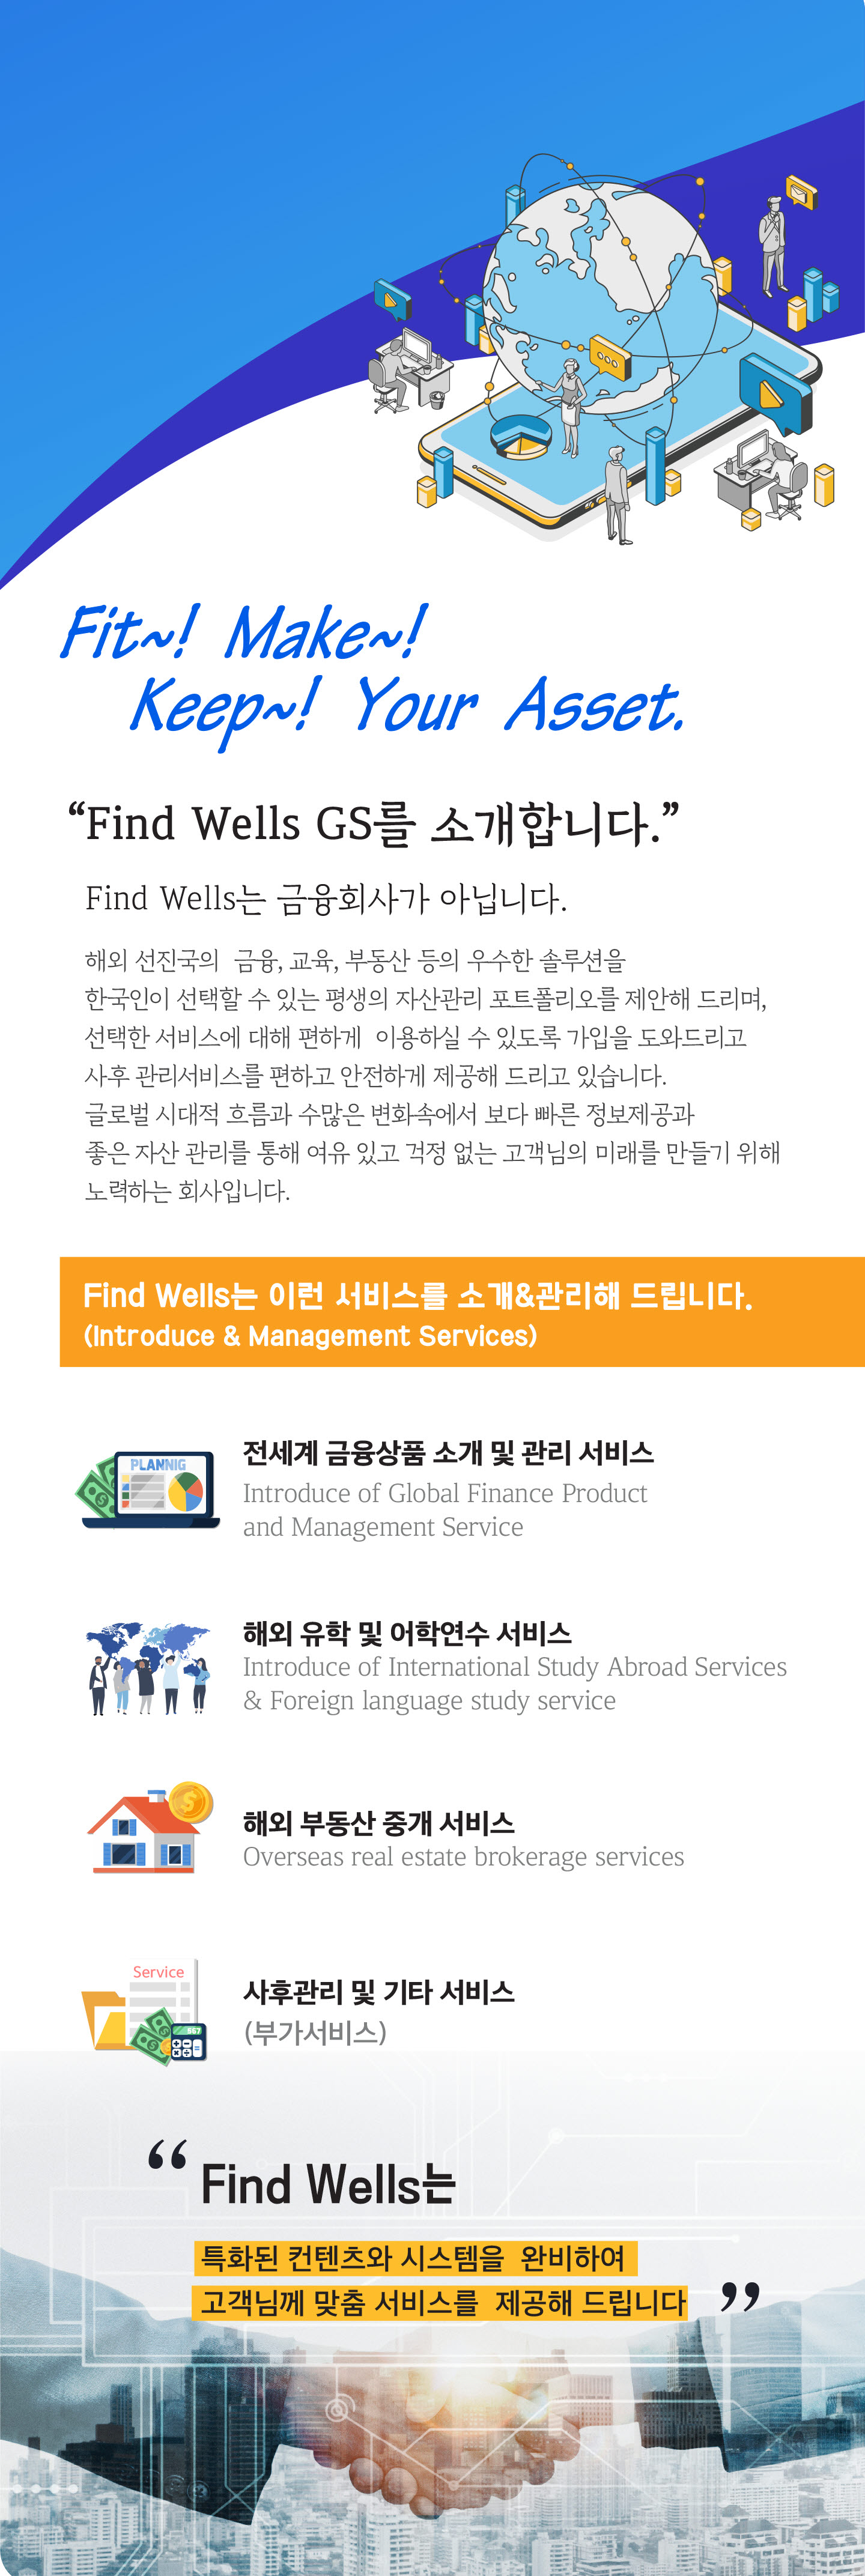 Fit~! Make~!
Keep~! Your Asset.
“Find Wells GS를 소개합니다.”
Find Wells는 금융회사가 아닙니다.
해외 선진국의 금융, 교육, 부동산 등의 우수한 솔루션을
한국인이 선택할 수 있는 평생의 자산관리 포트폴리오를 제안해 드리며,
선택한 서비스에 대해 편하게 이용하실 수 있도록 가입을 도와드리고
사후 관리서비스를 편하고 안전하게 제공해 드리고 있습니다.
글로벌 시대적 흐름과 수많은 변화속에서 보다 빠른 정보제공과
좋은 자산 관리를 통해 여유 있고 걱정 없는 고객님의 미래를 만들기 위해
노력하는 회사입니다.
Find Wells는 이런 서비스를 소개&관리해 드립니다.
(Introduce & Management Services)
PLANNIG
전세계 금융상품 소개 및 관리 서비스
Introduce of Global Finance Product
and Management Service
해외 유학 및 어학연수 서비스
Introduce of International Study Abroad Services
& Foreign language study service
해외 부동산 중개 서비스
Overseas real estate brokerage services
Service
567
사후관리 및 기타 서비스
(부가서비스)
“Find Wells는
특화된 컨텐츠와 시스템을 완비하여
고객님께 맞춤 서비스를 제공해 드립니다”